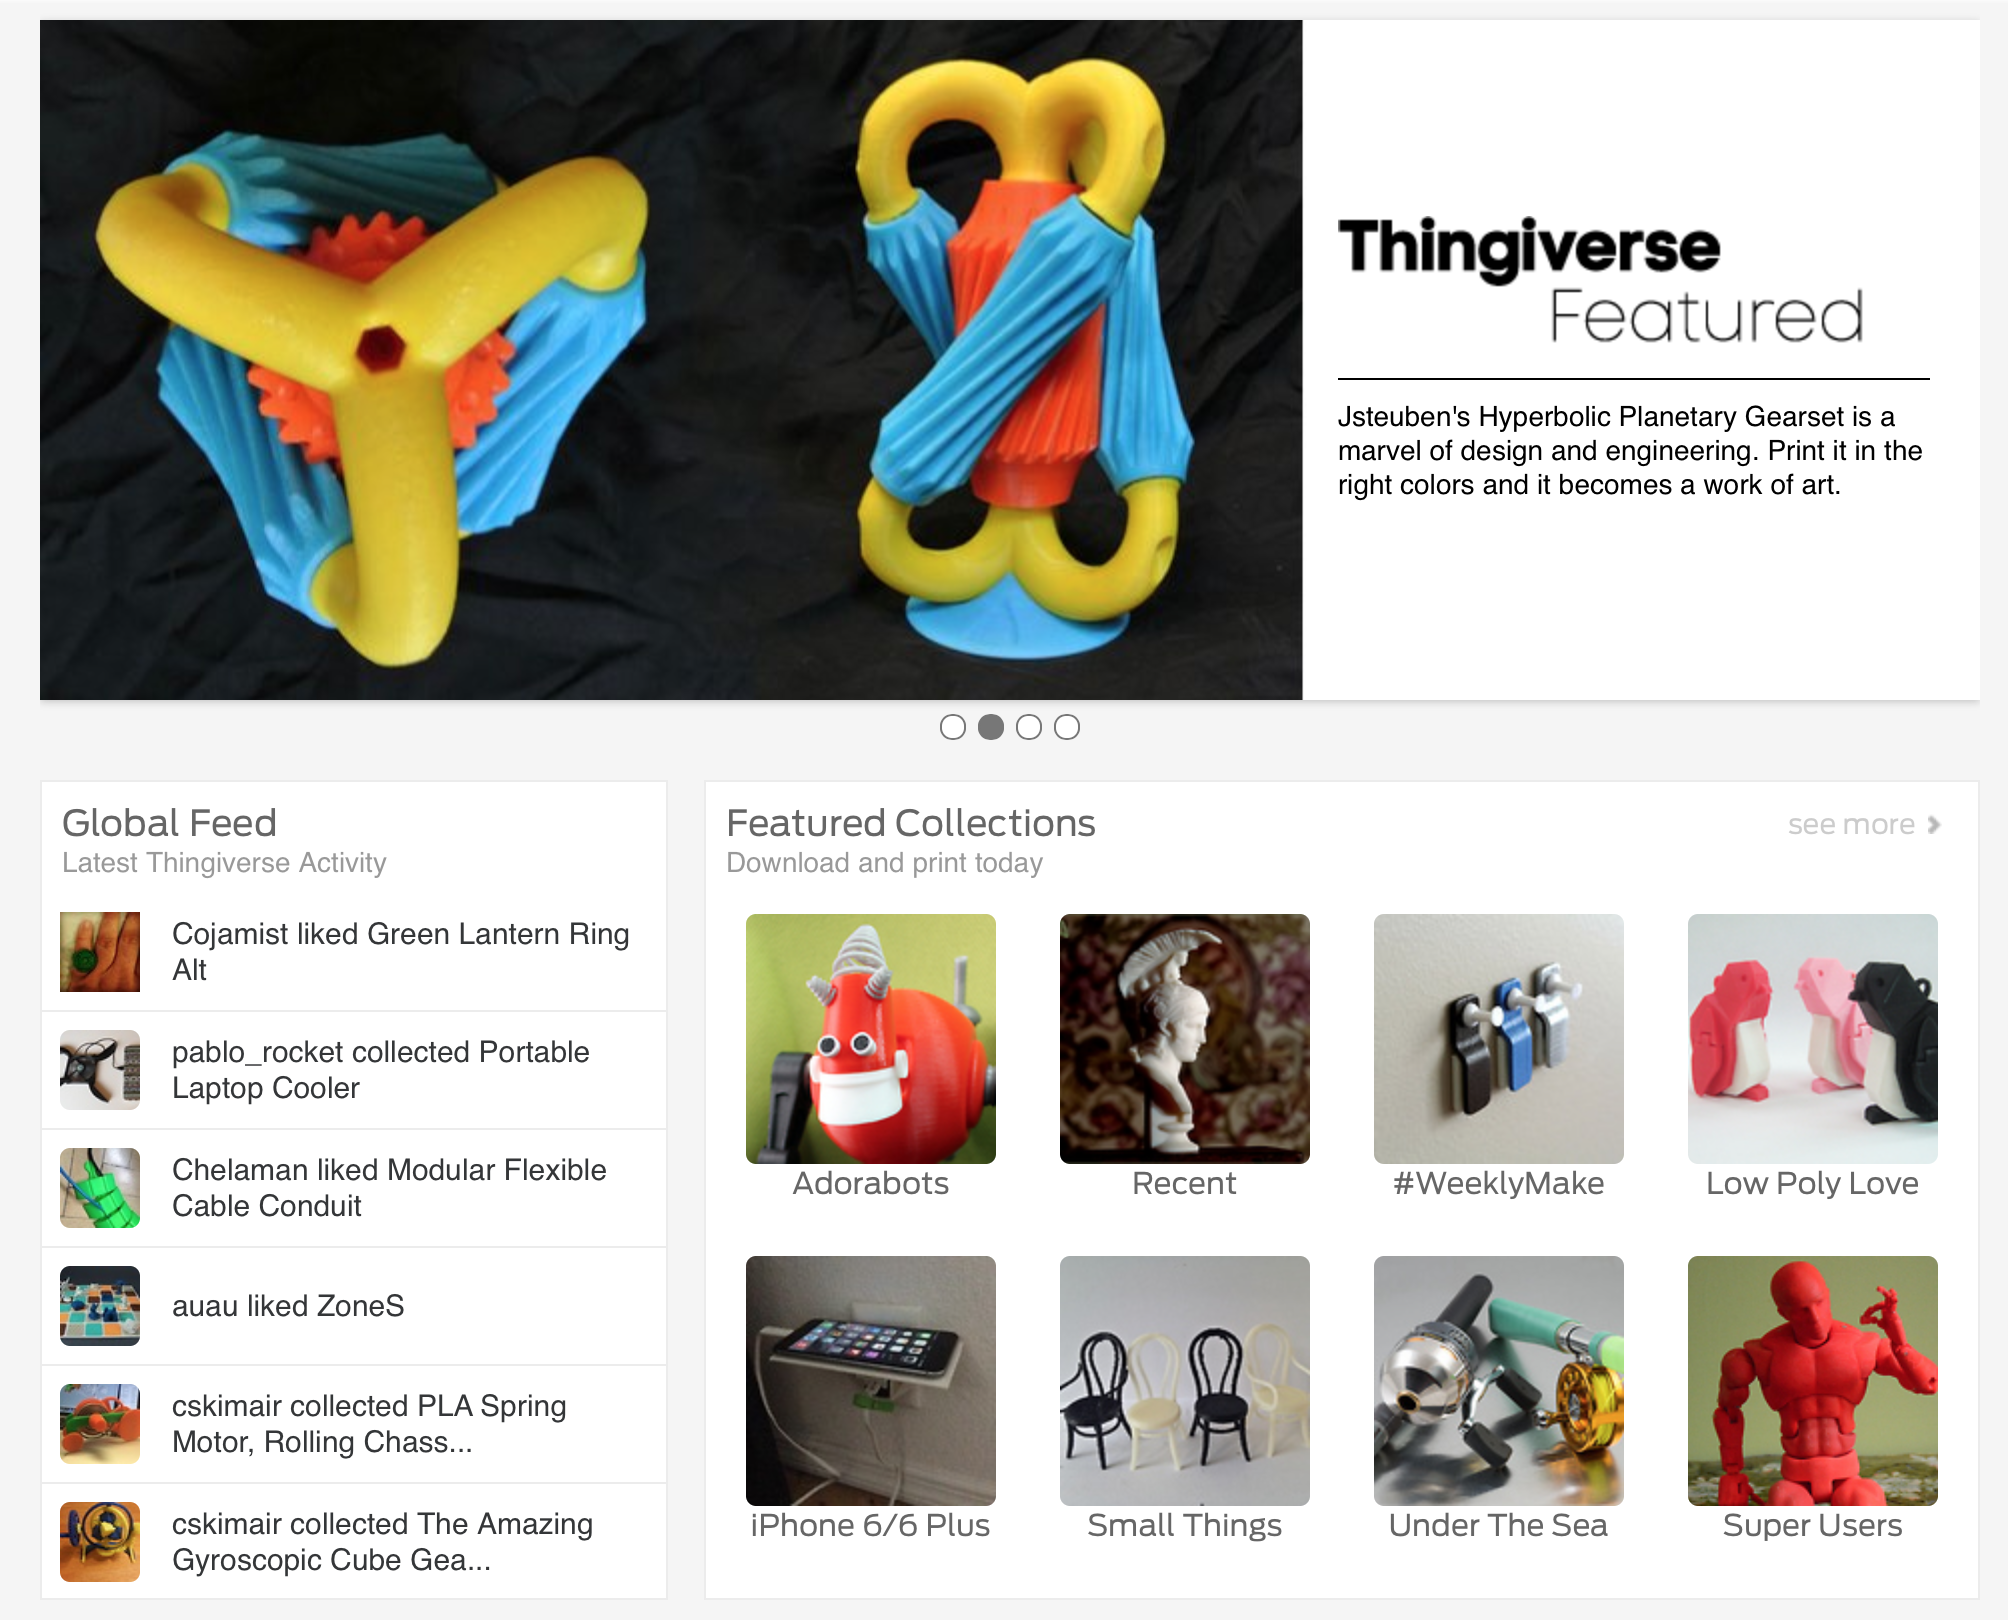 Thingiverse
Featured
Jsteuben's Hyperbolic Planetary Gearset is a
marvel of design and engineering. Print it in the
right colors and it becomes a work of art.
Global Feed
Latest Thingiverse Activity
Cojamist liked Green Lantern Ring
Alt
pablo_rocket collected Portable
Laptop Cooler
Chelaman liked Modular Flexible
Cable Conduit
auau liked ZoneS
cskimair collected PLA Spring
Motor, Rolling Chass...
cskimair collected The Amazing
Gyroscopic Cube Gea...
Featured Collections
see more
Download and print today
Adorabots
Recent
#WeeklyMake
Low Poly Love
iPhone 6/6 Plus
Small Things
Under The Sea
Super Users